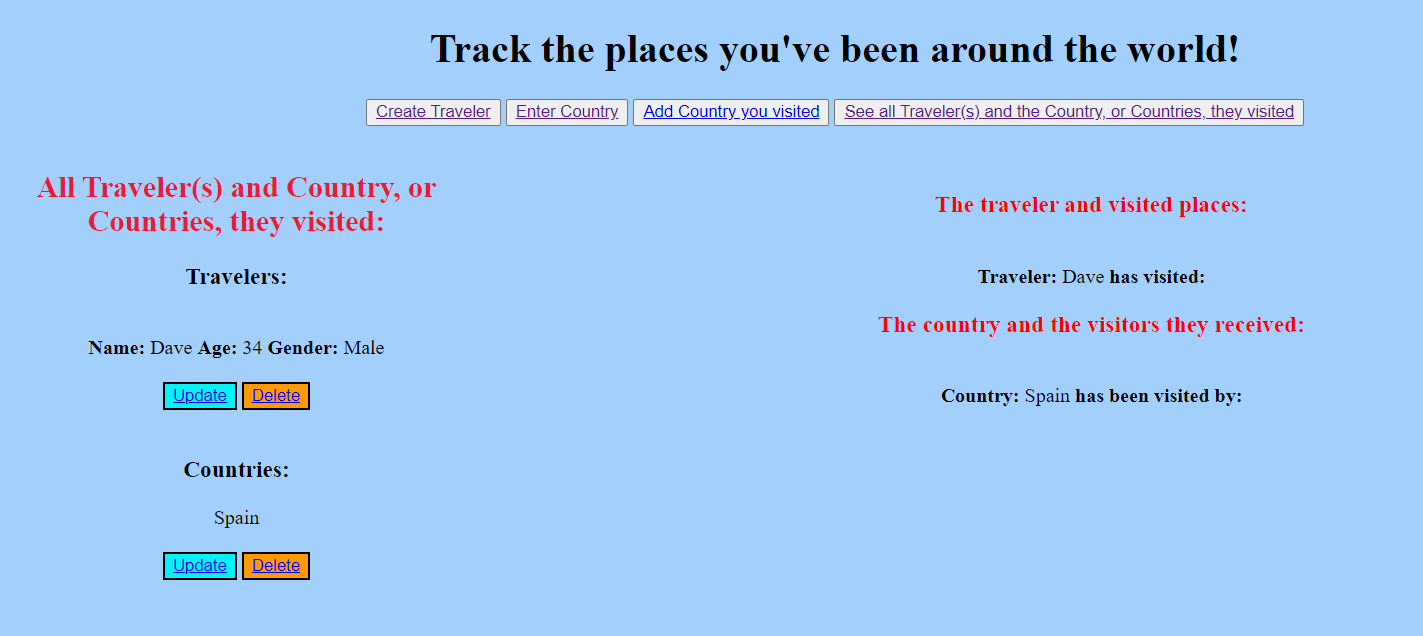 Track the places you've been around the world!
Create Traveler Enter Country Add Country you visited See all Traveler(s) and the Country, or Countries, they visited
All Traveler(s) and Country, or
Countries, they visited:
Travelers:
Name: Dave Age: 34 Gender: Male
Update Delete
Countries:
Spain
Update Delete
The traveler and visited places:
Traveler: Dave has visited:
The country and the visitors they received:
Country: Spain has been visited by: